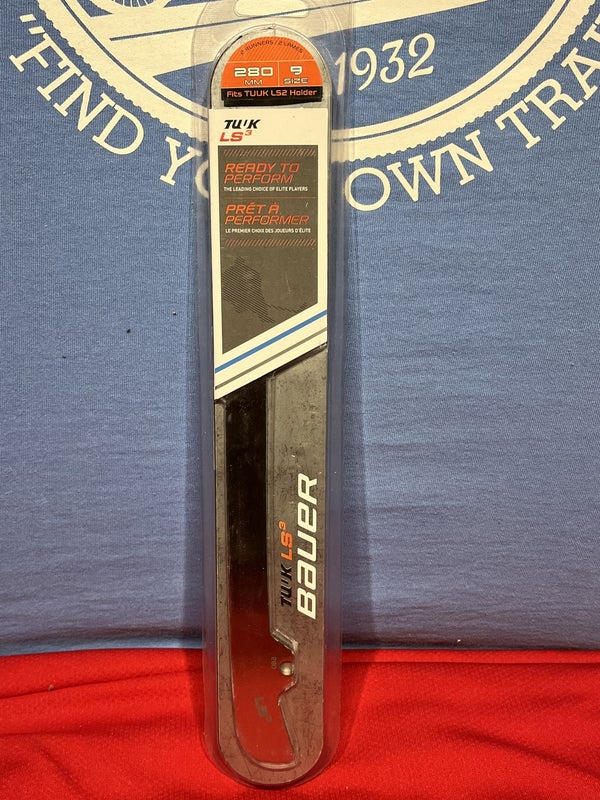 1932
"FIND YO OWN TRA
2 RUNNERS / 2 LAMES
280 9
MM SIZE
Fits TUUK LS2 Holder
TUUK
LS³
READY TO
PERFORM
THE LEADING CHOICE OF ELITE PLAYERS
PRÊT À
PERFORMER
LE PREMIER CHOIX DES JOUEURS D'ÉLITE
TUUK LS³
BAUER
280
LS